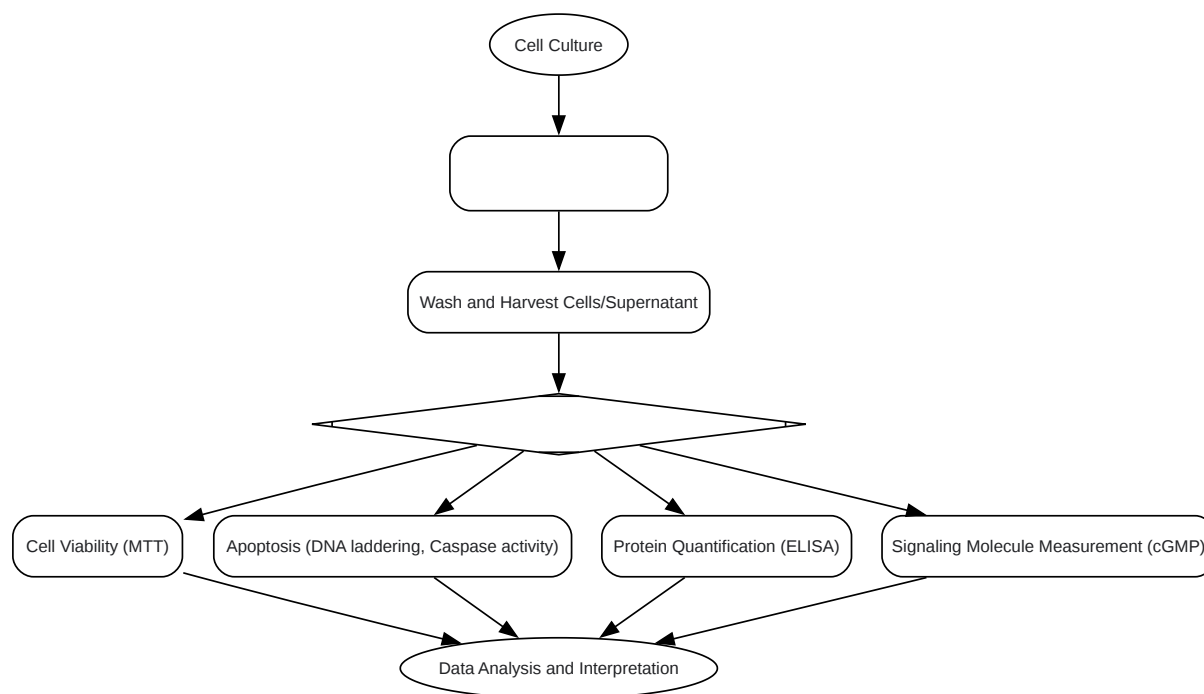 Cell Culture
Wash and Harvest Cells/Supernatant
Cell Viability (MTT)
Apoptosis (DNA laddering, Caspase activity)
Protein Quantification (ELISA)
Signaling Molecule Measurement (cGMP)
Data Analysis and Interpretation